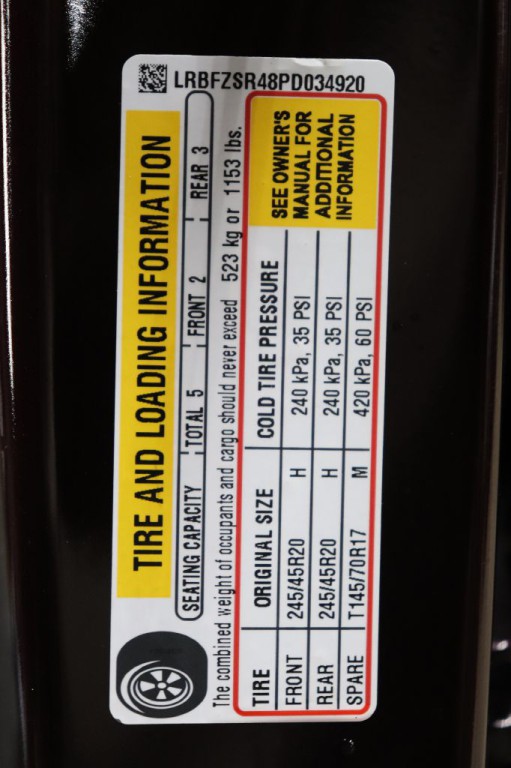 LRBFZSR48PD034920
TIRE AND LOADING INFORMATION
SEATING CAPACITY TOTAL 5 FRONT 2 REAR 3
The combined weight of occupants and cargo should never exceed 523 kg or 1153 lbs.
TIRE ORIGINAL SIZE COLD TIRE PRESSURE
FRONT 245/45R20 H 240 kPa, 35 PSI
REAR 245/45R20 H 240 kPa, 35 PSI
SPARE T145/70R17 M 420 kPa, 60 PSI
SEE OWNER'S
MANUAL FOR
ADDITIONAL
INFORMATION